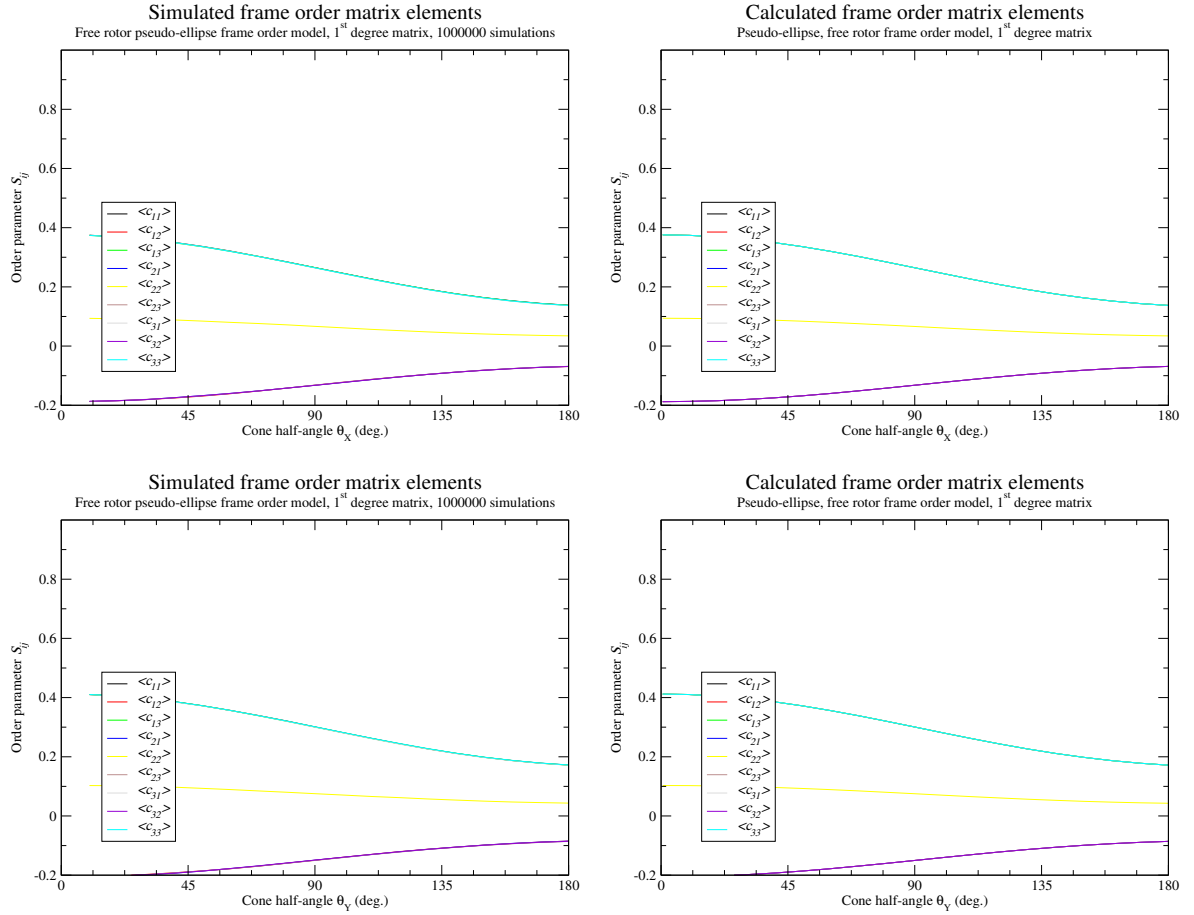 Simulated frame order matrix elements
Free rotor pseudo-ellipse frame order model, 1st degree matrix, 1000000 simulations
Order parameter Sij
0.8
0.6
0.4
0.2
0
-0.2
<c11>
<c12>
<c13>
<c21>
<c22>
<c23>
<c31>
<c32>
<c33>
0 45 90 135 180
Cone half-angle θX (deg.)
Calculated frame order matrix elements
Pseudo-ellipse, free rotor frame order model, 1st degree matrix
Order parameter Sij
0.8
0.6
0.4
0.2
0
-0.2
<c11>
<c12>
<c13>
<c21>
<c22>
<c23>
<c31>
<c32>
<c33>
0 45 90 135 180
Cone half-angle θX (deg.)
Simulated frame order matrix elements
Free rotor pseudo-ellipse frame order model, 1st degree matrix, 1000000 simulations
Order parameter Sij
0.8
0.6
0.4
0.2
0
-0.2
<c11>
<c12>
<c13>
<c21>
<c22>
<c23>
<c31>
<c32>
<c33>
0 45 90 135 180
Cone half-angle θY (deg.)
Calculated frame order matrix elements
Pseudo-ellipse, free rotor frame order model, 1st degree matrix
Order parameter Sij
0.8
0.6
0.4
0.2
0
-0.2
<c11>
<c12>
<c13>
<c21>
<c22>
<c23>
<c31>
<c32>
<c33>
0 45 90 135 180
Cone half-angle θY (deg.)